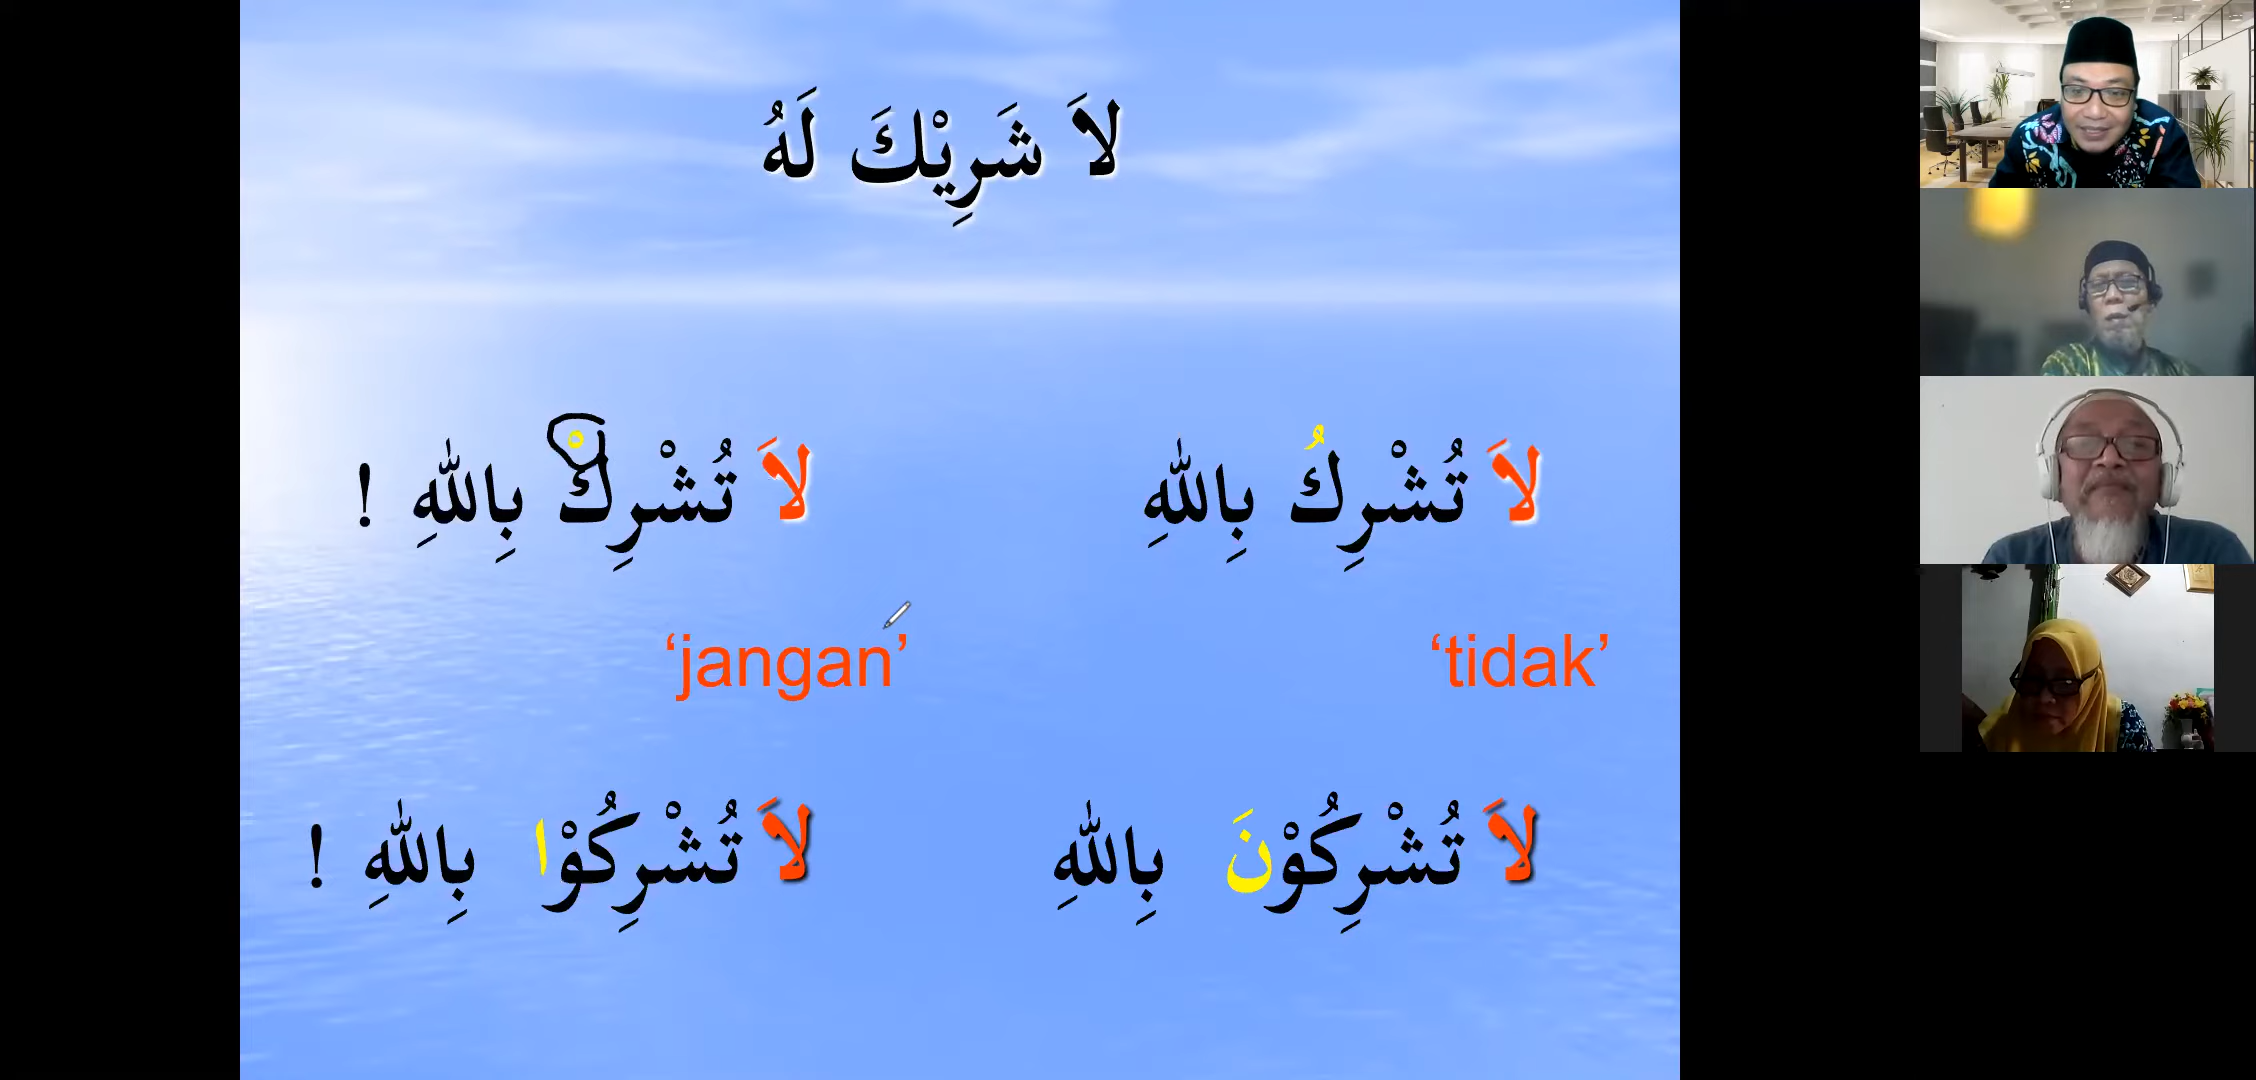 لاَ شَرِيْكَ لَهُ
لاَ تُشْرِكُ بِاللهِ
لاَ تُشْرِكْ بِاللهِ !
‘tidak’
‘jangan’
لاَ تُشْرِكُوْنَ بِاللهِ
لاَ تُشْرِكُوْا بِاللهِ !